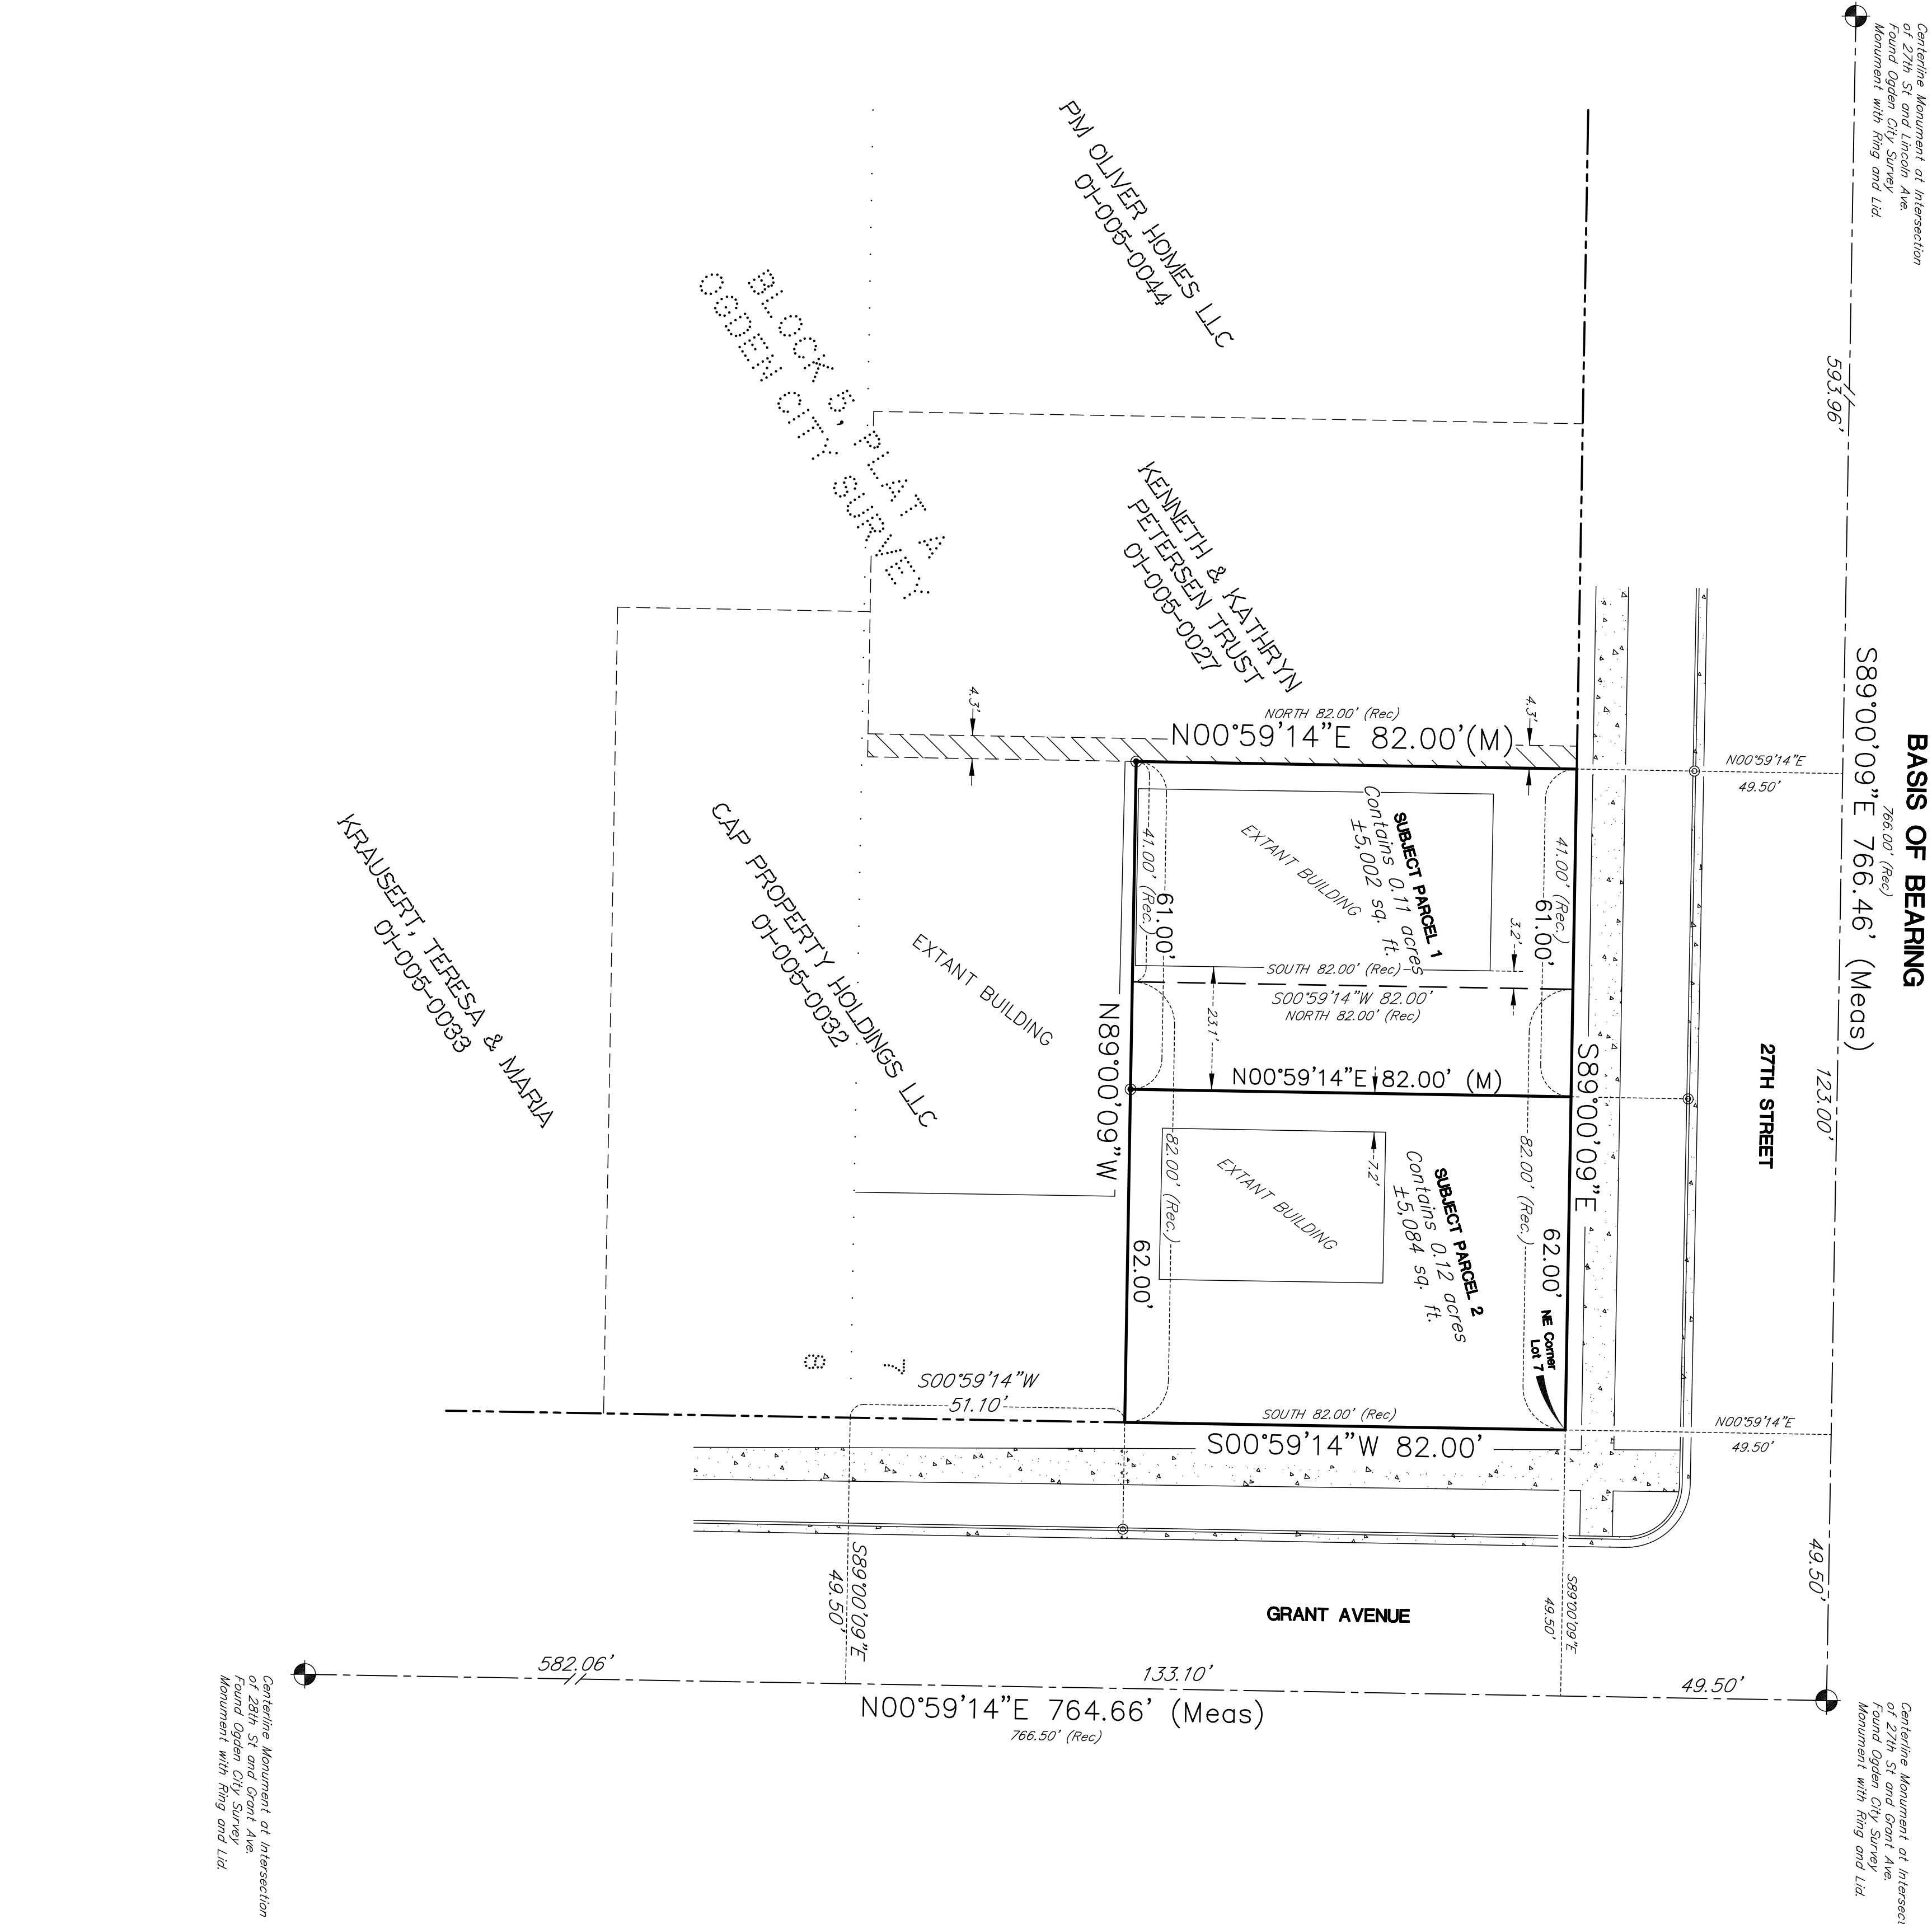 BASIS OF BEARING
S89°00'09"E 766.46' (Meas)
766.00' (Rec)
593.96'
123.00'
49.50'
Centerline Monument at Intersection
of 27th St and Lincoln Ave.
Found Ogden City Survey
Monument with Ring and Lid.
Centerline Monument at
of 27th St and Grant Ave.
Found Ogden City Survey
Monument with Ring and Lid.
27TH STREET
N00°59'14"E
49.50'
N00°59'14"E
49.50'
PM OLIVER HOMES LLC
01-005-0044
KENNETH & KATHRYN
PETERSEN TRUST
01-005-0027
BLOCK 5, PLAT A
OGDEN CITY SURVEY
4.3'
4.3'
NORTH 82.00' (Rec)
N00°59'14"E 82.00'(M)
41.00' (Rec.)
61.00'
41.00' (Rec.)
61.00'
SUBJECT PARCEL 1
Contains 0.11 acres
±5,002 sq. ft.
EXTANT BUILDING
3.2'
SOUTH 82.00' (Rec)
S00°59'14"W 82.00'
NORTH 82.00' (Rec)
23.1'
N00°59'14"E 82.00' (M)
S89°00'09"E
N89°00'09"W
82.00' (Rec.)
62.00'
82.00' (Rec.)
62.00'
7.2'
SUBJECT PARCEL 2
Contains 0.12 acres
±5,084 sq. ft.
EXTANT BUILDING
NE Corner
Lot 7
SOUTH 82.00' (Rec)
S00°59'14"W 82.00'
EXTANT BUILDING
CAP PROPERTY HOLDINGS LLC
01-005-0032
KRAUSERT, TERESA & MARIA
01-005-0033
7
8
S00°59'14"W
51.10'
S89°00'09"E
49.50'
S89°00'09"E
49.50'
GRANT AVENUE
582.06'
133.10'
49.50'
N00°59'14"E 764.66' (Meas)
766.50' (Rec)
Centerline Monument at Intersection
of 28th St and Grant Ave.
Found Ogden City Survey
Monument with Ring and Lid.